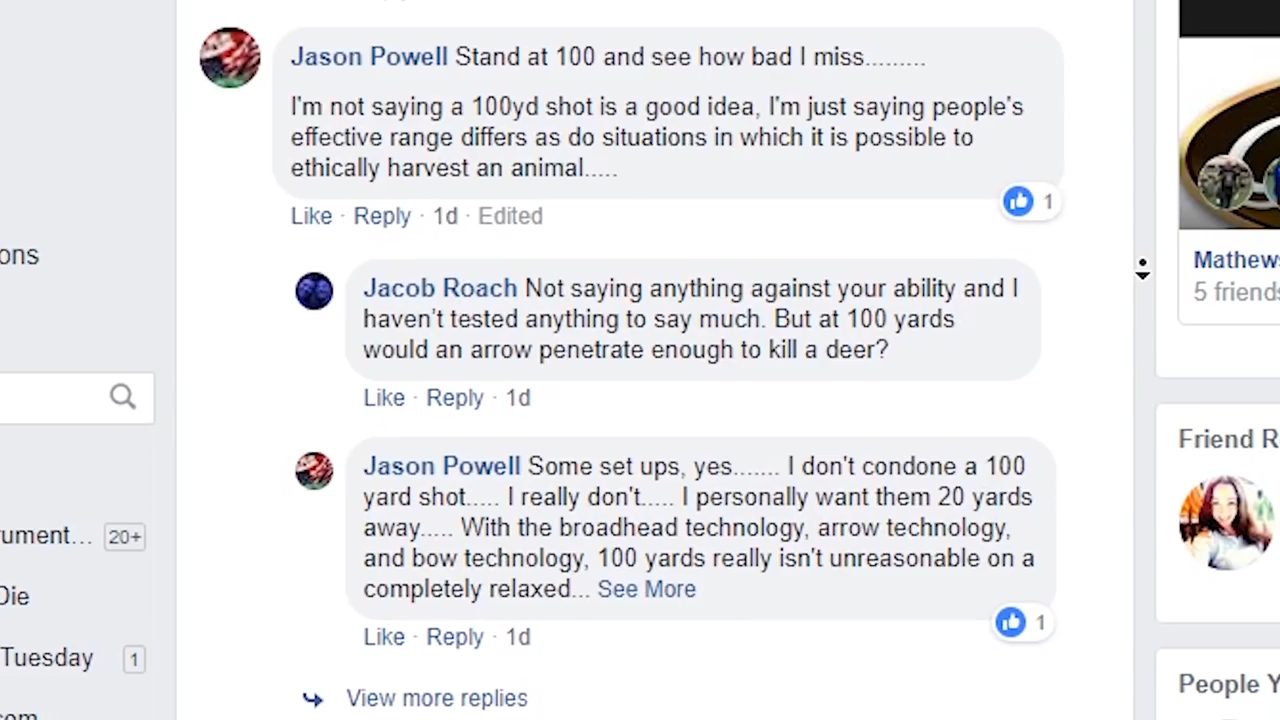 Jason Powell Stand at 100 and see how bad I miss.........
I'm not saying a 100yd shot is a good idea, I'm just saying people's
effective range differs as do situations in which it is possible to
ethically harvest an animal.....
1
Like · Reply · 1d · Edited
ons
Jacob Roach Not saying anything against your ability and I
haven't tested anything to say much. But at 100 yards
would an arrow penetrate enough to kill a deer?
Like · Reply · 1d
Jason Powell Some set ups, yes....... I don't condone a 100
yard shot..... I really don't..... I personally want them 20 yards
away..... With the broadhead technology, arrow technology,
and bow technology, 100 yards really isn't unreasonable on a
completely relaxed... See More
1
Like · Reply · 1d
View more replies
rument... 20+
Die
Tuesday 1
Mathews
5 friends
Friend R
People Y